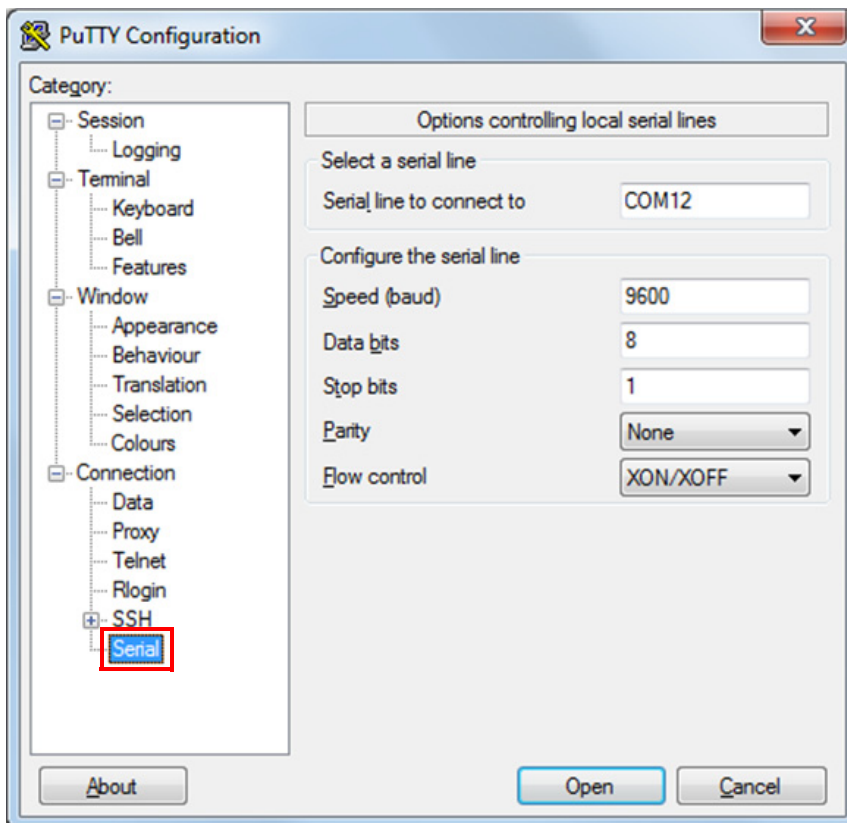 PuTTY Configuration
Category:
Session
Logging
Terminal
Keyboard
Bell
Features
Window
Appearance
Behaviour
Translation
Selection
Colours
Connection
Data
Proxy
Telnet
Rlogin
SSH
Serial
Options controlling local serial lines
Select a serial line
Serial line to connect to COM12
Configure the serial line
Speed (baud) 9600
Data bits 8
Stop bits 1
Parity None
Flow control XON/XOFF
About Open Cancel